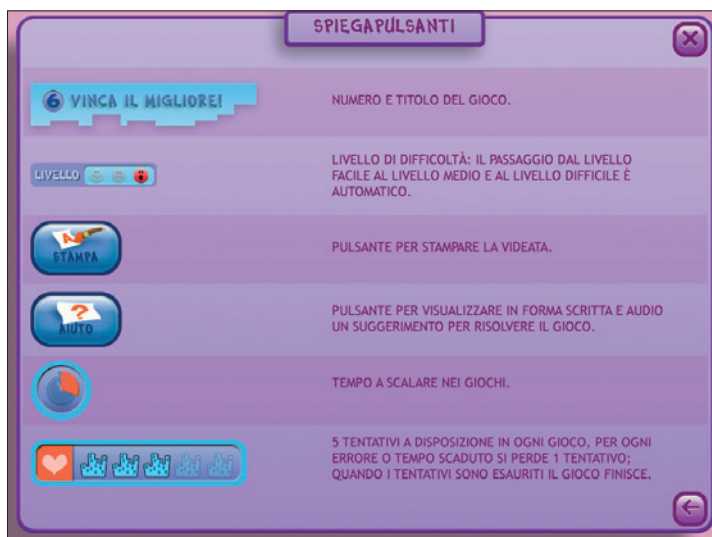 SPIEGAPULSANTI
6 VINCA IL MIGLIORE!
NUMERO E TITOLO DEL GIOCO.
LIVELLO
LIVELLO DI DIFFICOLTÀ: IL PASSAGGIO DAL LIVELLO
FACILE AL LIVELLO MEDIO E AL LIVELLO DIFFICILE È
AUTOMATICO.
STAMPA
PULSANTE PER STAMPARE LA VIDEATA.
?
AIUTO
PULSANTE PER VISUALIZZARE IN FORMA SCRITTA E AUDIO
UN SUGGERIMENTO PER RISOLVERE IL GIOCO.
TEMPO A SCALARE NEI GIOCHI.
5 TENTATIVI A DISPOSIZIONE IN OGNI GIOCO, PER OGNI
ERRORE O TEMPO SCADUTO SI PERDE 1 TENTATIVO;
QUANDO I TENTATIVI SONO ESAURITI IL GIOCO FINISCE.